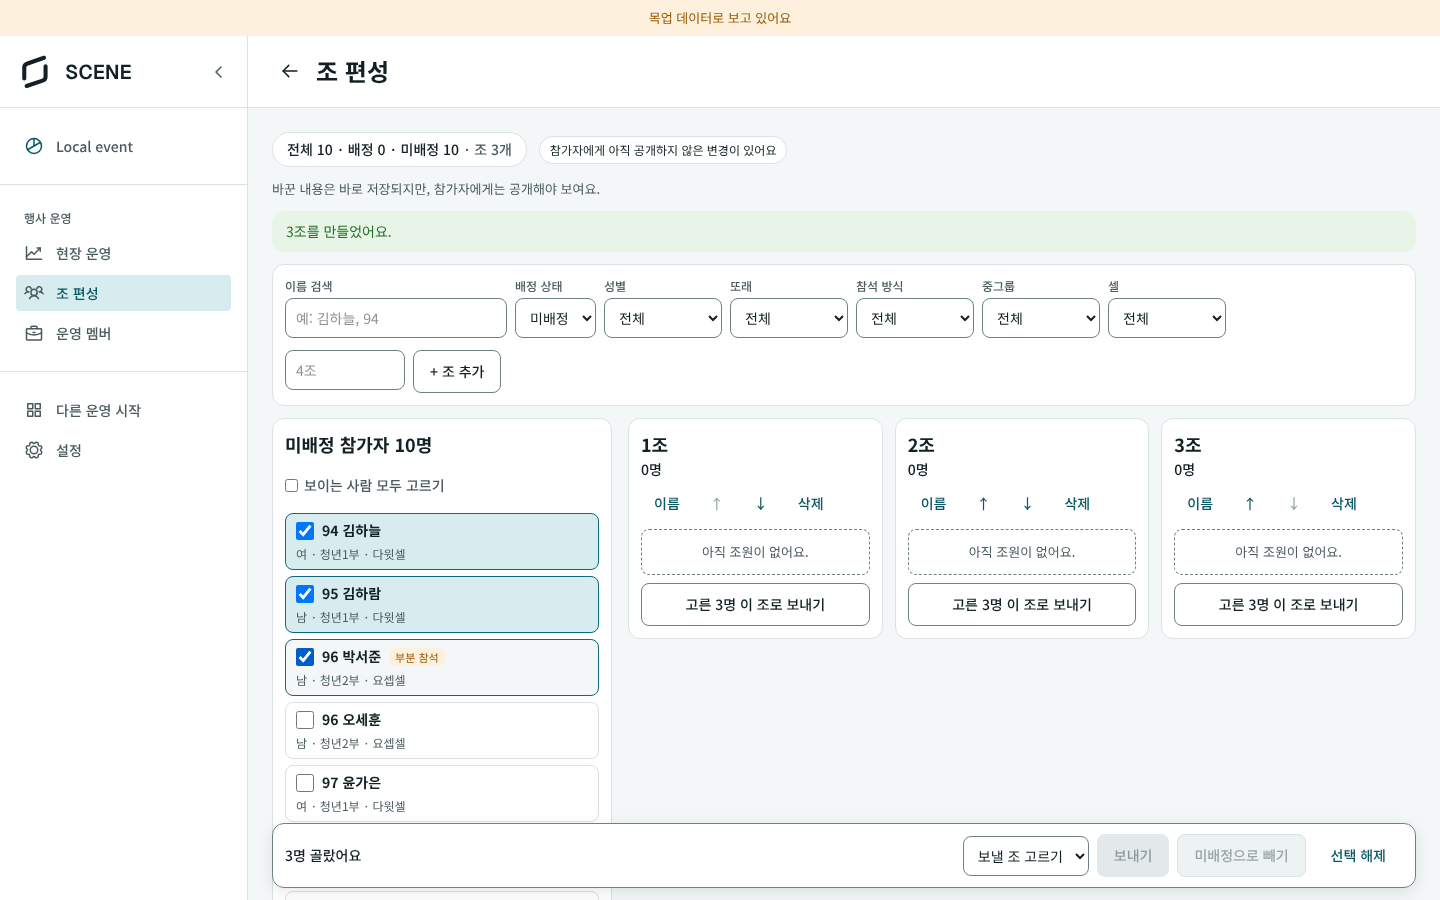 목업 데이터로 보고 있어요
SCENE
조 편성
Local event
행사 운영
현장 운영
조 편성
운영 멤버
다른 운영 시작
설정
전체 10 · 배정 0 · 미배정 10 · 조 3개
참가자에게 아직 공개하지 않은 변경이 있어요
바꾼 내용은 바로 저장되지만, 참가자에게는 공개해야 보여요.
3조를 만들었어요.
이름 검색 배정 상태 성별 또래 참석 방식 중그룹 셀
예: 김하늘, 94 미배정 전체 전체 전체 전체 전체
4조 + 조 추가
미배정 참가자 10명
보이는 사람 모두 고르기
94 김하늘
여 · 청년1부 · 다윗셀
95 김하람
남 · 청년1부 · 다윗셀
96 박서준 부분 참석
남 · 청년2부 · 요셉셀
96 오세훈
남 · 청년2부 · 요셉셀
97 윤가은
여 · 청년1부 · 다윗셀
1조
0명
이름 ↑ ↓ 삭제
아직 조원이 없어요.
고른 3명 이 조로 보내기
2조
0명
이름 ↑ ↓ 삭제
아직 조원이 없어요.
고른 3명 이 조로 보내기
3조
0명
이름 ↑ ↓ 삭제
아직 조원이 없어요.
고른 3명 이 조로 보내기
3명 골랐어요 보낼 조 고르기 보내기 미배정으로 빼기 선택 해제